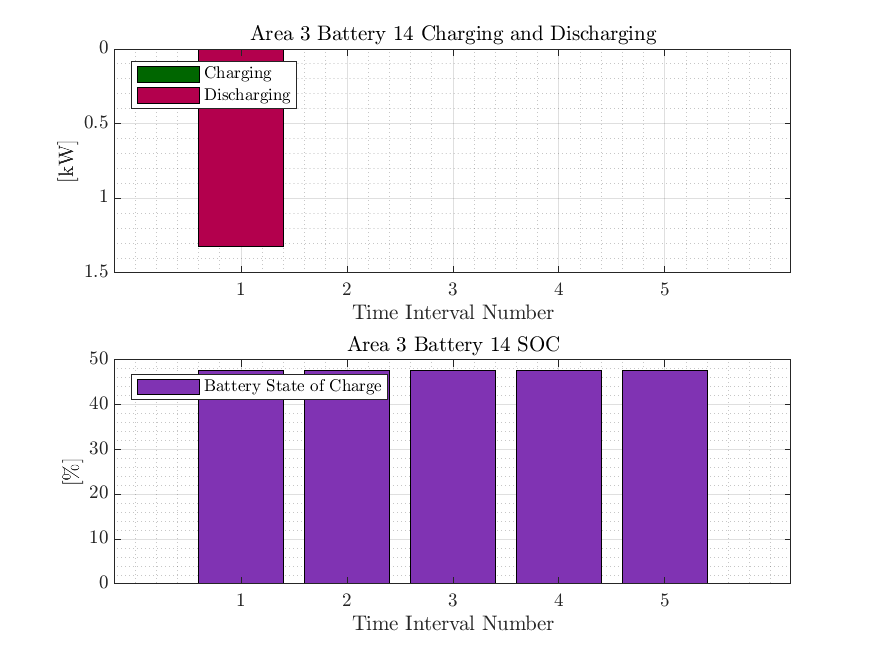 Area 3 Battery 14 Charging and Discharging
0
Charging
Discharging
0.5
[kW]
1
1.5
1 2 3 4 5
Time Interval Number
Area 3 Battery 14 SOC
50
Battery State of Charge
40
30
[%]
20
10
0
1 2 3 4 5
Time Interval Number